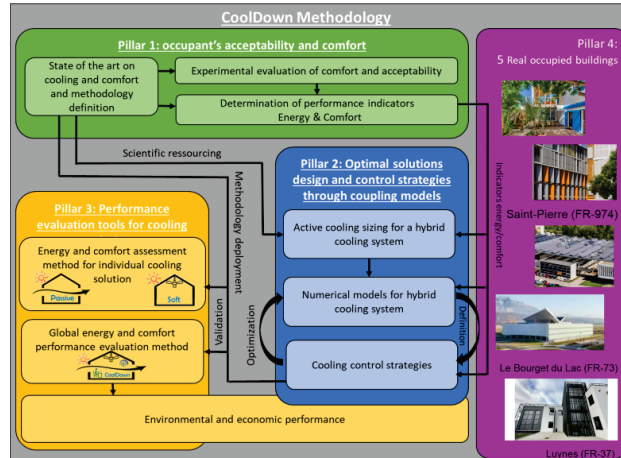 CoolDown Methodology
Pillar 1: occupant's acceptability and comfort
State of the art on
cooling and comfort
and methodology
definition
Experimental evaluation of comfort and acceptability
Determination of performance indicators
Energy & Comfort
Pillar 4:
5 Real occupied buildings
Saint-Pierre (FR-974)
Le Bourget du Lac (FR-73)
Luynes (FR-37)
Scientific ressourcing
Methodology deployment
Indicators energy/comfort
Pillar 2: Optimal solutions
design and control strategies
through coupling models
Active cooling sizing for a hybrid
cooling system
Numerical models for hybrid
cooling system
Cooling control strategies
Optimization
Definition
Validation
Pillar 3: Performance
evaluation tools for cooling
Energy and comfort assessment
method for individual cooling
solution
Passive
Soft
Global energy and comfort
performance evaluation method
CoolDown
Environmental and economic performance